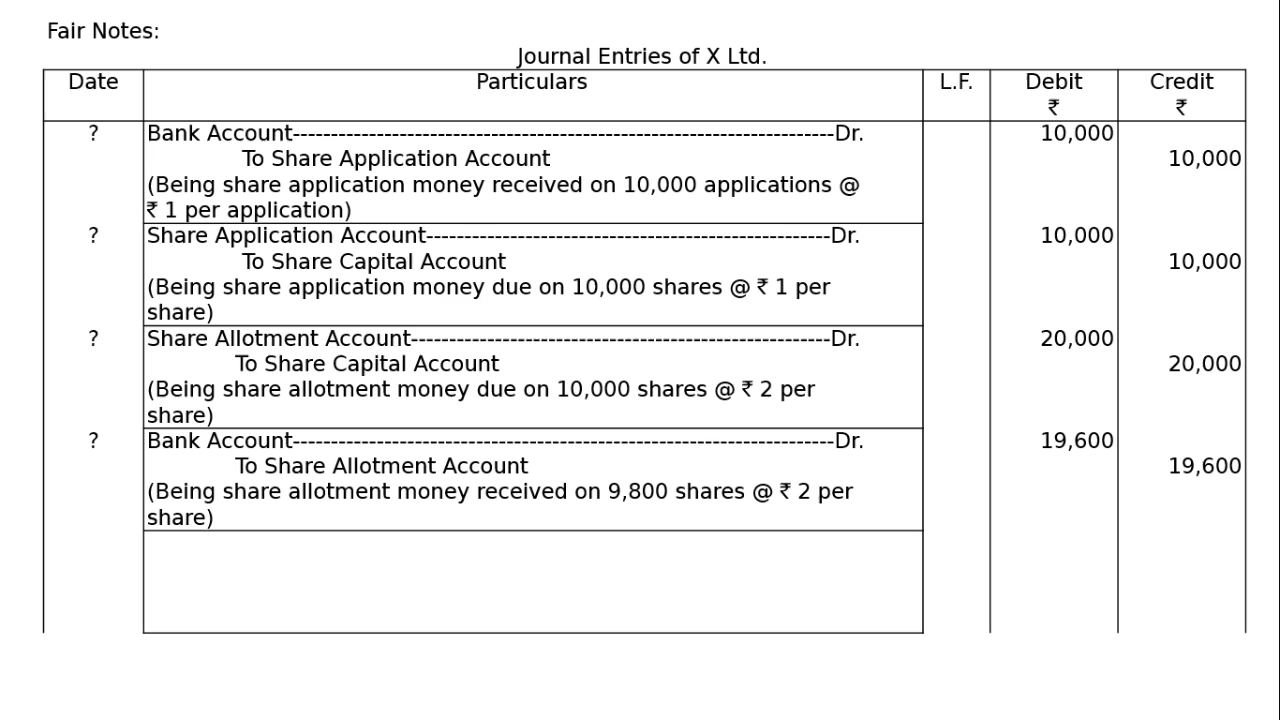 Fair Notes:
Journal Entries of X Ltd.
Date Particulars L.F. Debit Credit
₹ ₹
? Bank Account-----------------------------------------------------------------------Dr. 10,000
To Share Application Account 10,000
(Being share application money received on 10,000 applications @
₹ 1 per application)
? Share Application Account-----------------------------------------------------Dr. 10,000
To Share Capital Account 10,000
(Being share application money due on 10,000 shares @ ₹ 1 per
share)
? Share Allotment Account-------------------------------------------------------Dr. 20,000
To Share Capital Account 20,000
(Being share allotment money due on 10,000 shares @ ₹ 2 per
share)
? Bank Account-----------------------------------------------------------------------Dr. 19,600
To Share Allotment Account 19,600
(Being share allotment money received on 9,800 shares @ ₹ 2 per
share)